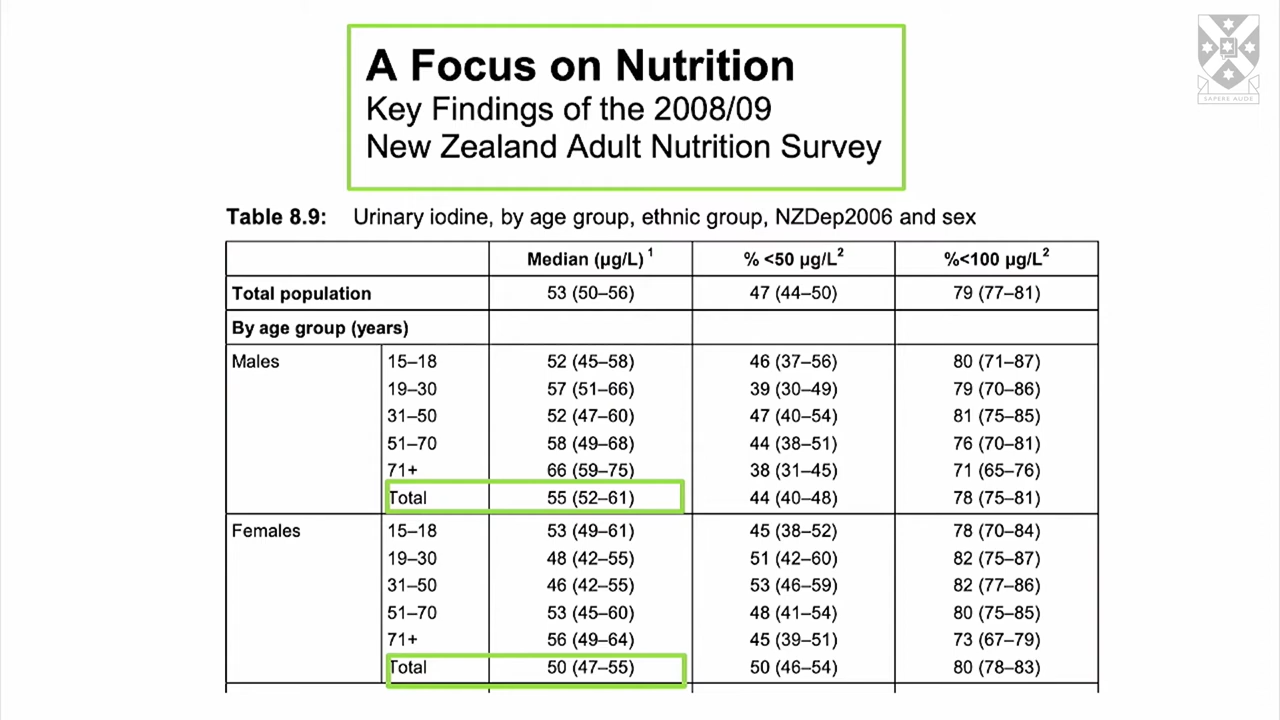 A Focus on Nutrition
Key Findings of the 2008/09
New Zealand Adult Nutrition Survey
SAPERE AUDE
Table 8.9: Urinary iodine, by age group, ethnic group, NZDep2006 and sex
Median (µg/L) 1 % <50 µg/L2 %<100 µg/L2
Total population 53 (50–56) 47 (44–50) 79 (77–81)
By age group (years)
Males 15–18 52 (45–58) 46 (37–56) 80 (71–87)
19–30 57 (51–66) 39 (30–49) 79 (70–86)
31–50 52 (47–60) 47 (40–54) 81 (75–85)
51–70 58 (49–68) 44 (38–51) 76 (70–81)
71+ 66 (59–75) 38 (31–45) 71 (65–76)
Total 55 (52–61) 44 (40–48) 78 (75–81)
Females 15–18 53 (49–61) 45 (38–52) 78 (70–84)
19–30 48 (42–55) 51 (42–60) 82 (75–87)
31–50 46 (42–55) 53 (46–59) 82 (77–86)
51–70 53 (45–60) 48 (41–54) 80 (75–85)
71+ 56 (49–64) 45 (39–51) 73 (67–79)
Total 50 (47–55) 50 (46–54) 80 (78–83)